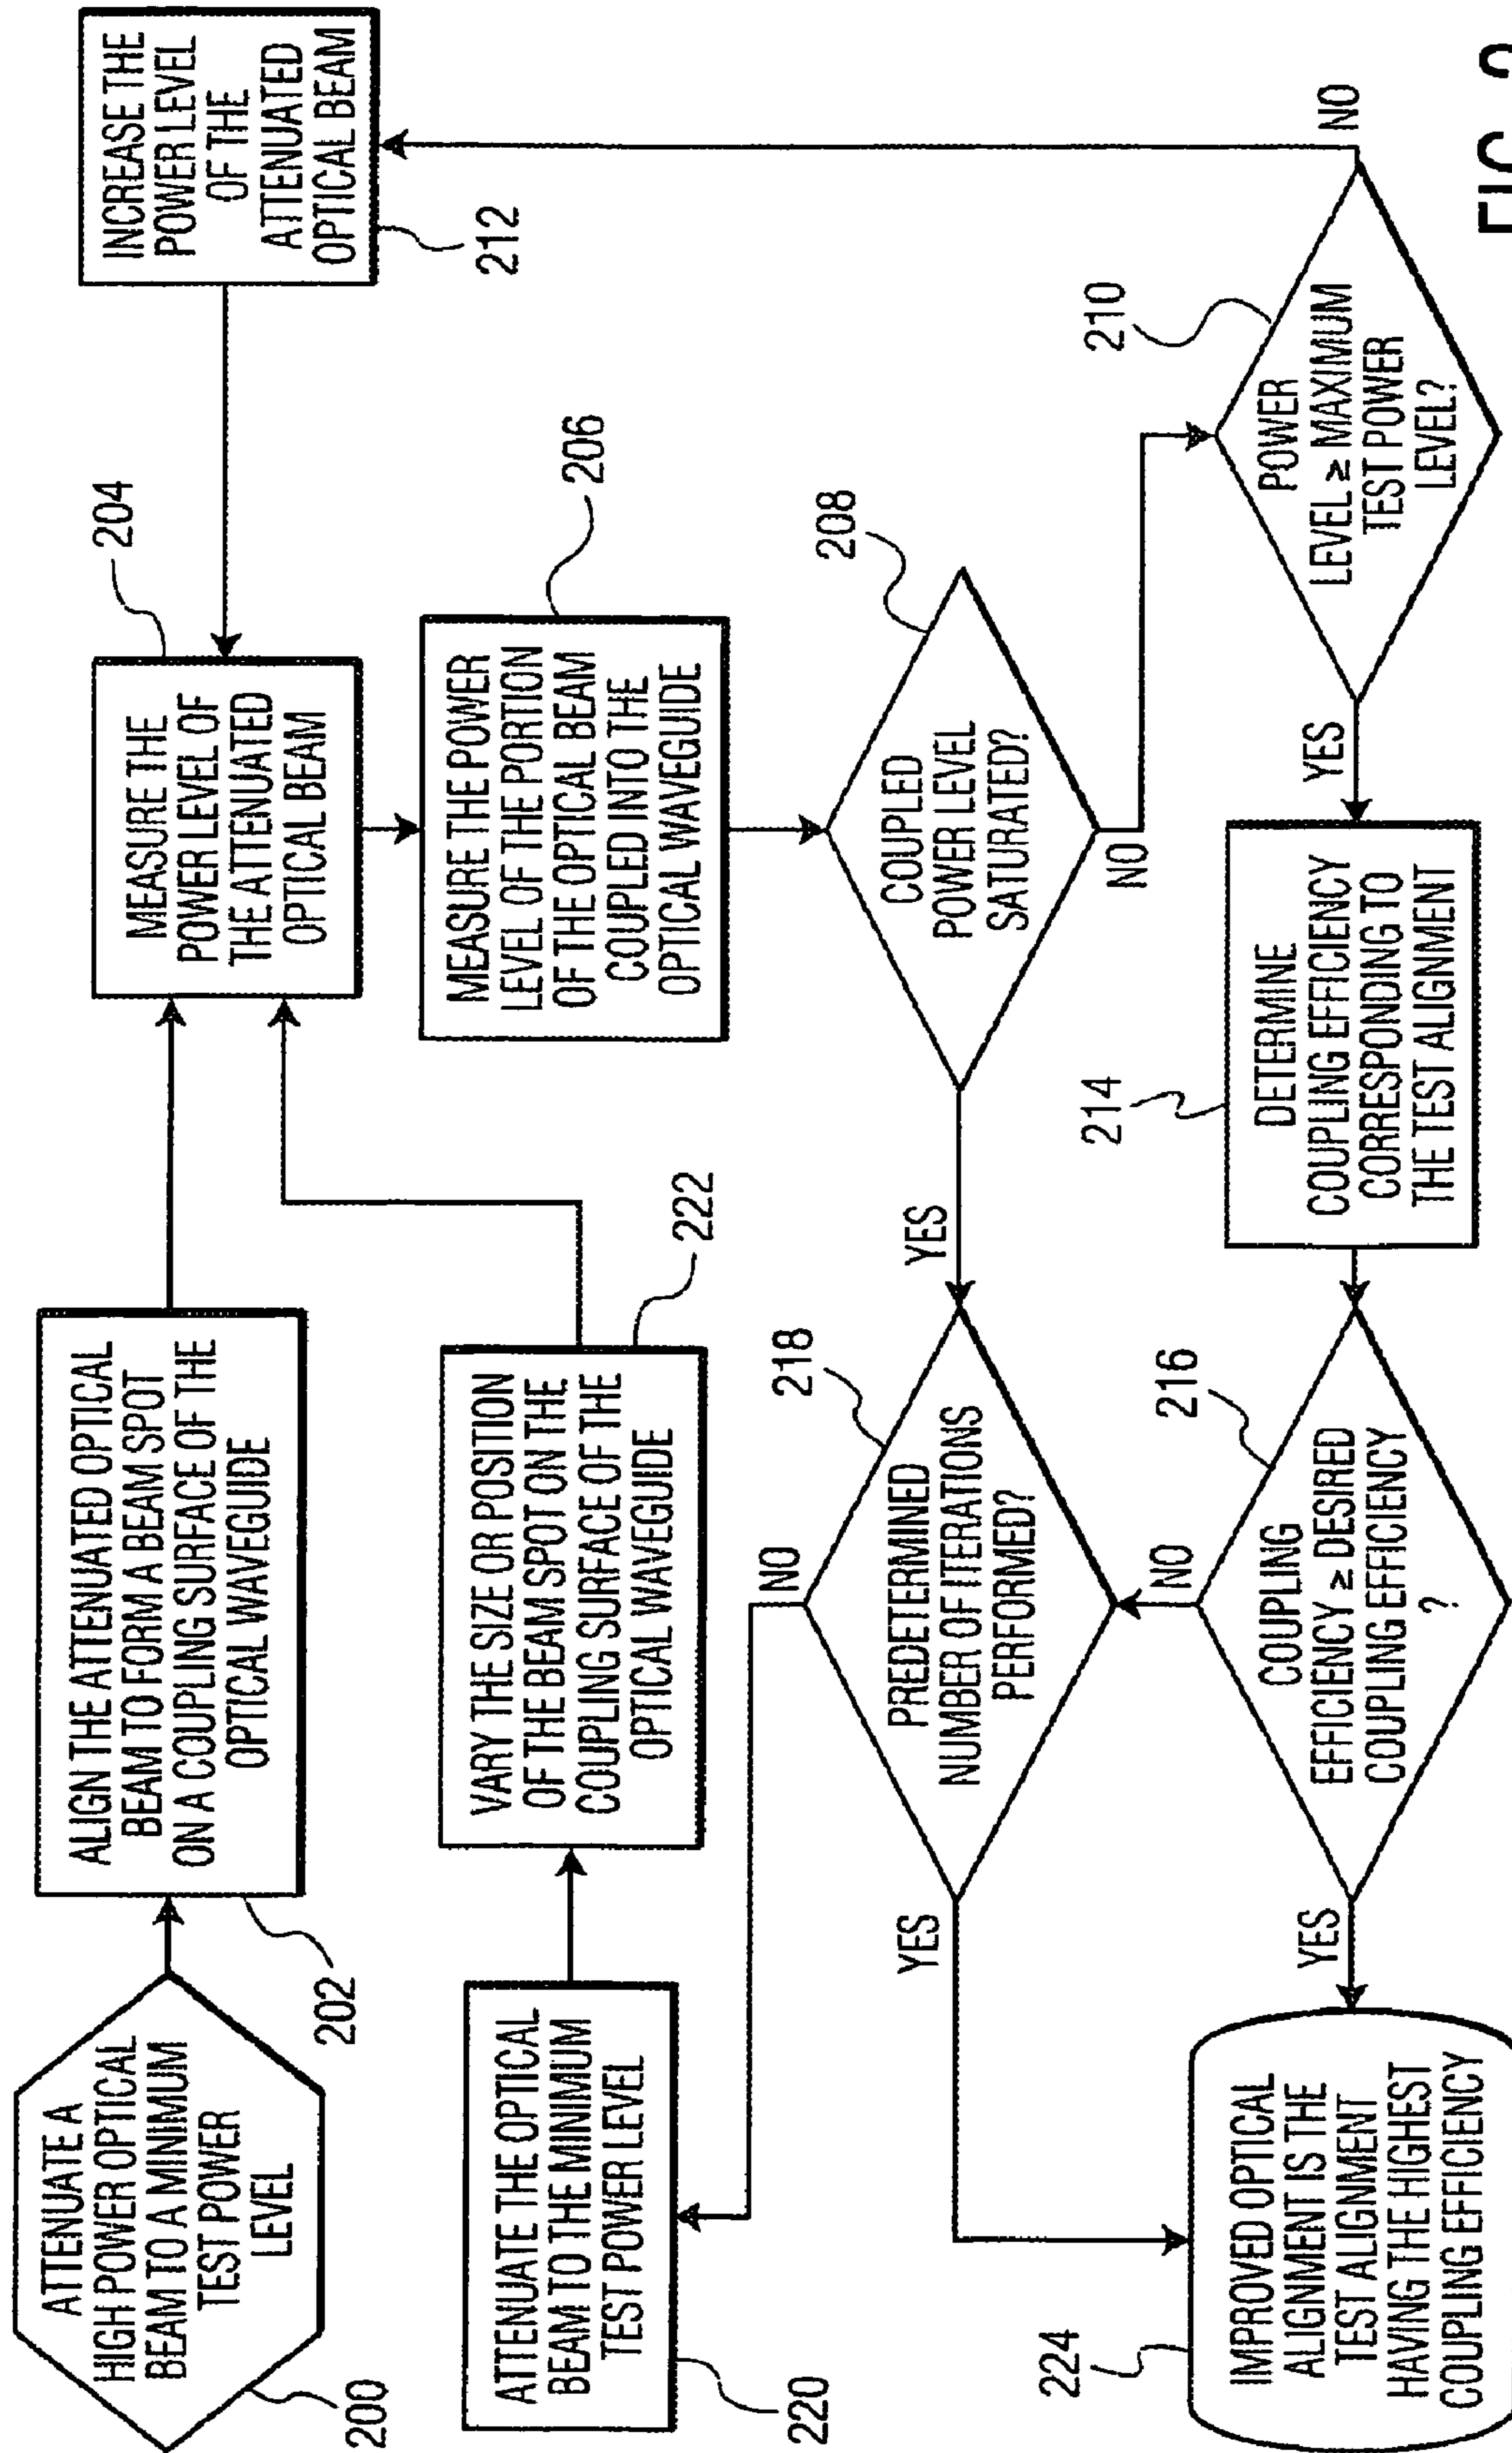 ATTENUATE A
HIGH POWER OPTICAL
BEAM TO A MINIMUM
TEST POWER
LEVEL
200
ALIGN THE ATTENUATED OPTICAL
BEAM TO FORM A BEAM SPOT
ON A COUPLING SURFACE OF THE
OPTICAL WAVEGUIDE
202
MEASURE THE
POWER LEVEL OF
THE ATTENUATED
OPTICAL BEAM
204
INCREASE THE
POWER LEVEL
OF THE
ATTENUATED
OPTICAL BEAM
212
ATTENUATE THE OPTICAL
BEAM TO THE MINIMUM
TEST POWER LEVEL
220
VARY THE SIZE OR POSITION
OF THE BEAM SPOT ON THE
COUPLING SURFACE OF THE
OPTICAL WAVEGUIDE
222
MEASURE THE POWER
LEVEL OF THE PORTION
OF THE OPTICAL BEAM
COUPLED INTO THE
OPTICAL WAVEGUIDE
206
NO
PREDETERMINED
NUMBER OF ITERATIONS
PERFORMED?
218
YES
YES
COUPLED
POWER LEVEL
SATURATED?
208
NO
NO
IMPROVED OPTICAL
ALIGNMENT IS THE
TEST ALIGNMENT
HAVING THE HIGHEST
COUPLING EFFICIENCY
224
YES
COUPLING
EFFICIENCY ≥ DESIRED
COUPLING EFFICIENCY
?
216
DETERMINE
COUPLING EFFICIENCY
CORRESPONDING TO
THE TEST ALIGNMENT
214
YES
POWER
LEVEL ≥ MAXIMUM
TEST POWER
LEVEL?
210
NO